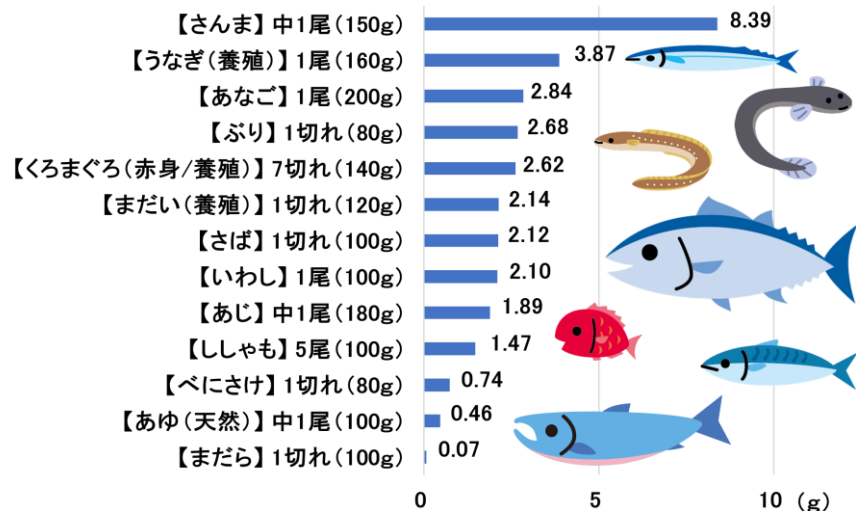 【さんま】中1尾(150g) 8.39
【うなぎ(養殖)】1尾(160g) 3.87
【あなご】1尾(200g) 2.84
【ぶり】1切れ(80g) 2.68
【くろまぐろ(赤身/養殖)】7切れ(140g) 2.62
【まだい(養殖)】1切れ(120g) 2.14
【さば】1切れ(100g) 2.12
【いわし】1尾(100g) 2.10
【あじ】中1尾(180g) 1.89
【ししゃも】5尾(100g) 1.47
【べにさけ】1切れ(80g) 0.74
【あゆ(天然)】中1尾(100g) 0.46
【まだら】1切れ(100g) 0.07
0 5 10 (g)